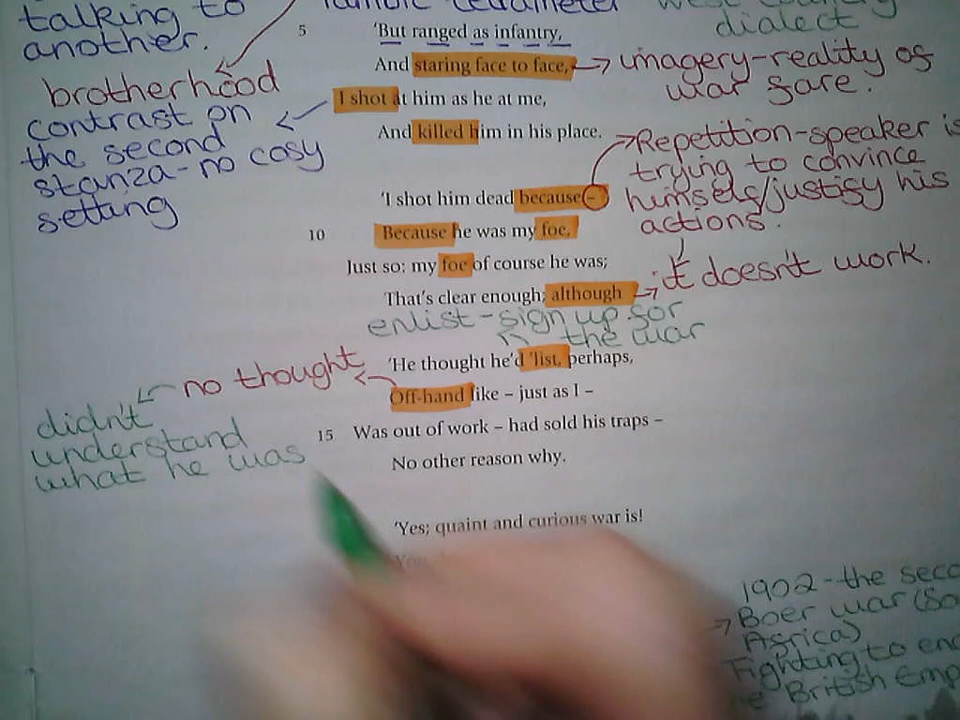 talking to
another.
iambic tetrameter
dialect
5 'But ranged as infantry,
And staring face to face,
imagery-reality of
war fare.
brotherhood
I shot at him as he at me,
And killed him in his place.
contrast on
the second
stanza-no cosy
setting
Repetition-speaker is
trying to convince
himself/justify his
actions.
it doesn't work.
'I shot him dead because –
10 Because he was my foe,
Just so: my foe of course he was;
That's clear enough; although
enlist-sign up for
the war
'He thought he'd 'list, perhaps,
no thought
Off-hand like – just as I –
15 Was out of work – had sold his traps –
No other reason why.
didn't
understand
what he was
'Yes; quaint and curious war is!
1902-the
Boer war
Africa)
Fighting to
British